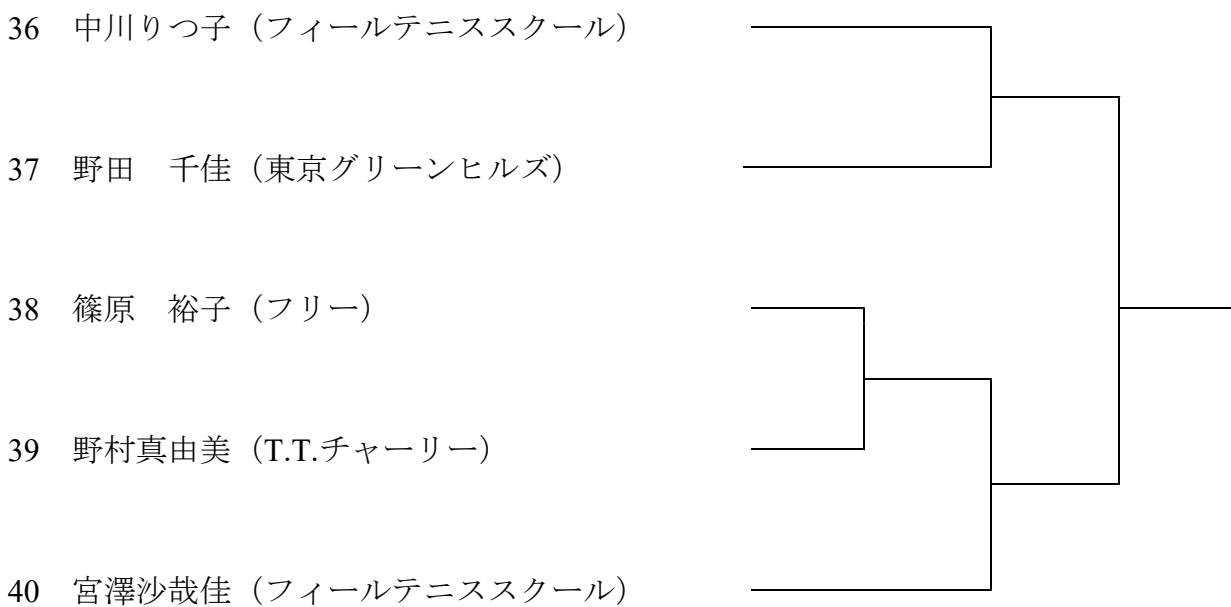 36 中川りつ子（フィールテニススクール）
37 野田　千佳（東京グリーンヒルズ）
38 篠原　裕子（フリー）
39 野村真由美（T.T.チャーリー）
40 宮澤沙哉佳（フィールテニススクール）